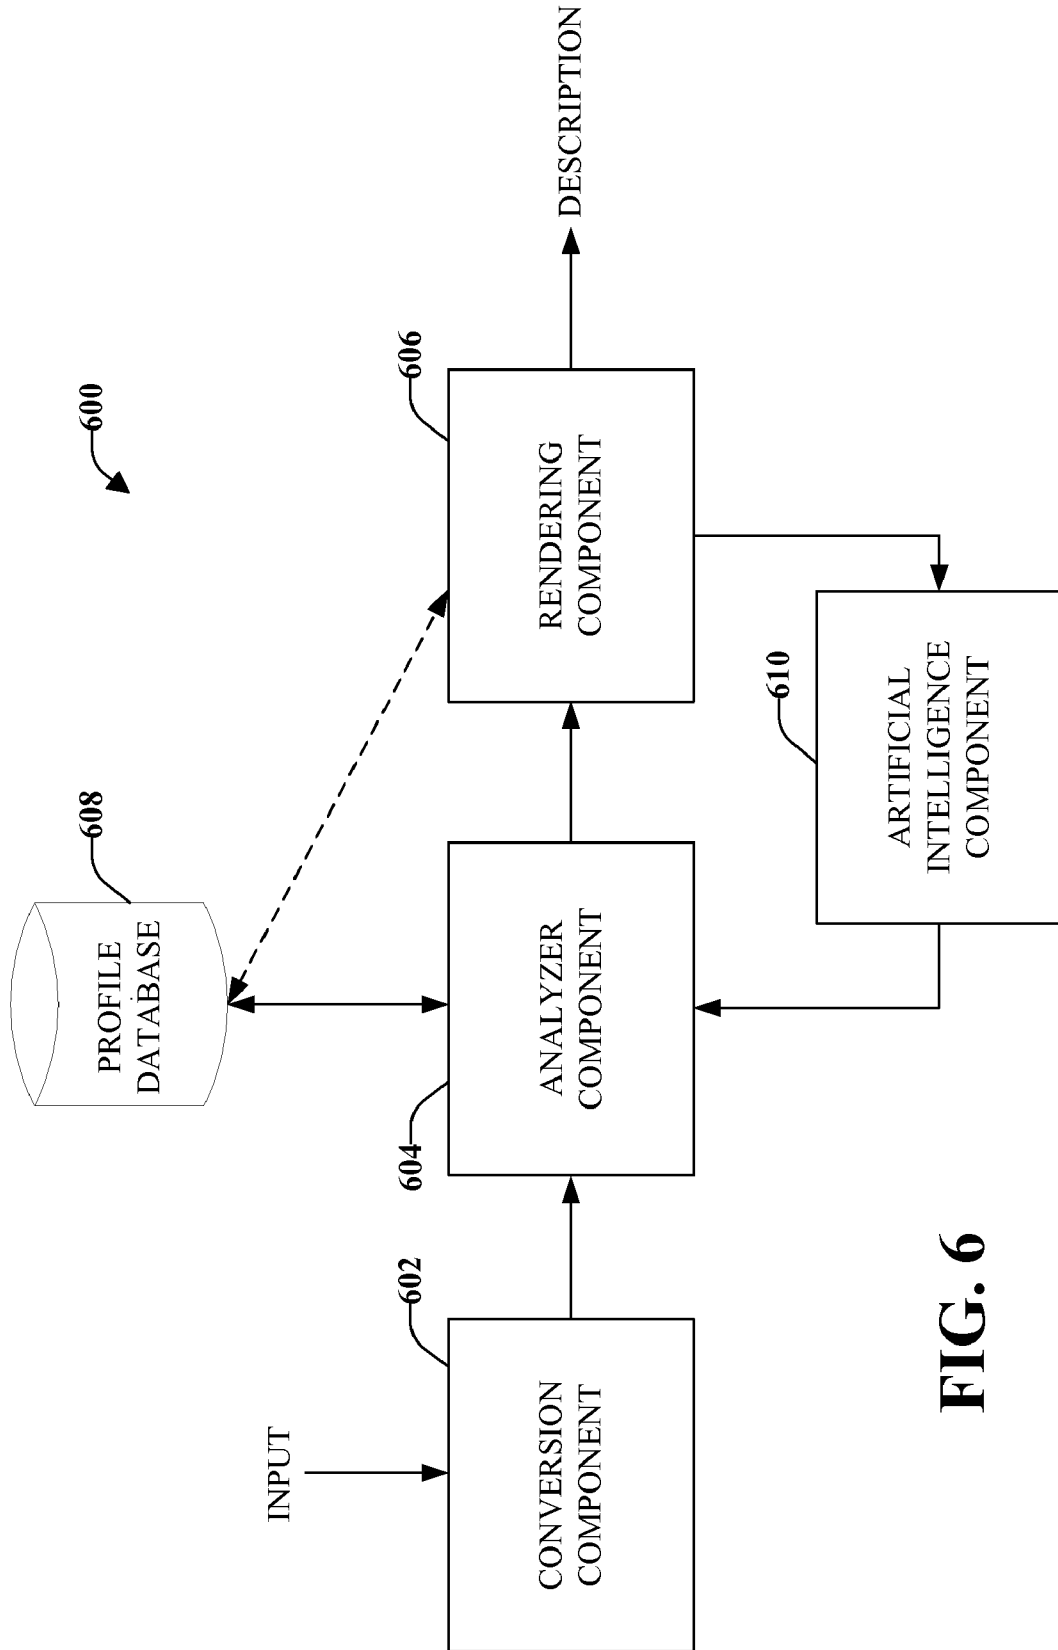 600
608
PROFILE
DATABASE
INPUT
602
CONVERSION
COMPONENT
604
ANALYZER
COMPONENT
606
RENDERING
COMPONENT
DESCRIPTION
610
ARTIFICIAL
INTELLIGENCE
COMPONENT
FIG. 6